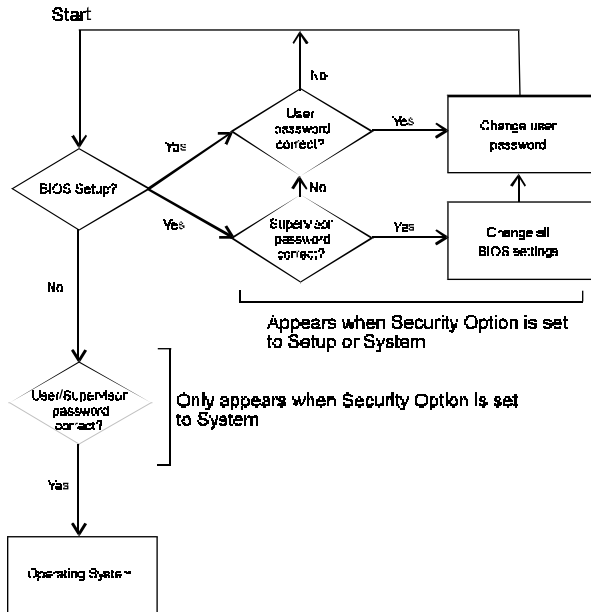 Start
No
User
password
correct?
Yes
Change user
password
Yes
BIOS Setup?
No
Yes
Supervisor
password
correct?
Yes
Change all
BIOS settings
No
Appears when Security Option is set
to Setup or System
User/Supervisor
password
correct?
Only appears when Security Option is set
to System
Yes
Operating System